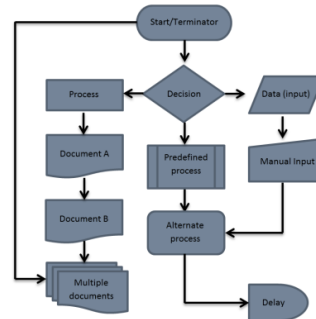 Start/Terminator
Process
Decision
Data (input)
Document A
Predefined
process
Manual Input
Document B
Alternate
process
Multiple
documents
Delay